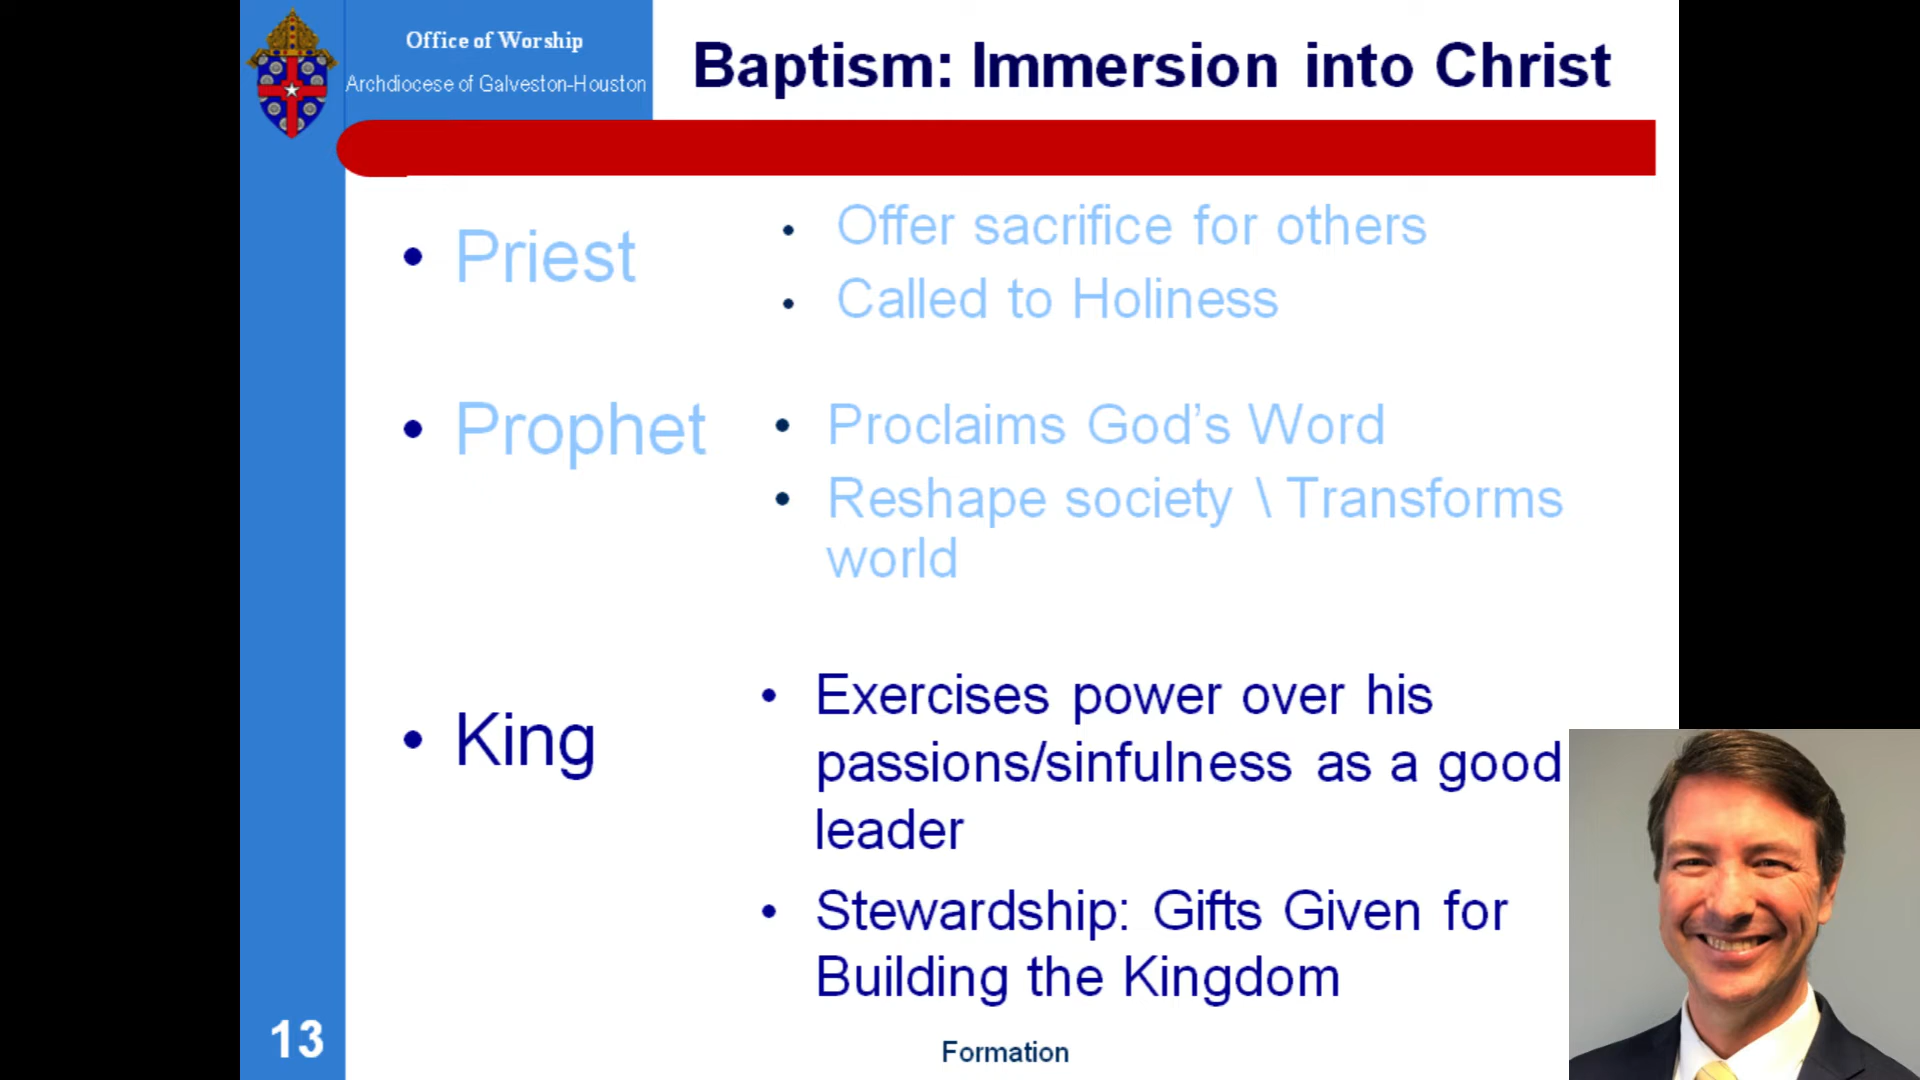 Office of Worship
Archdiocese of Galveston-Houston
Baptism: Immersion into Christ
• Priest
• Offer sacrifice for others
• Called to Holiness
• Prophet
• Proclaims God’s Word
• Reshape society \ Transforms
world
• King
• Exercises power over his
passions/sinfulness as a good
leader
• Stewardship: Gifts Given for
Building the Kingdom
13
Formation